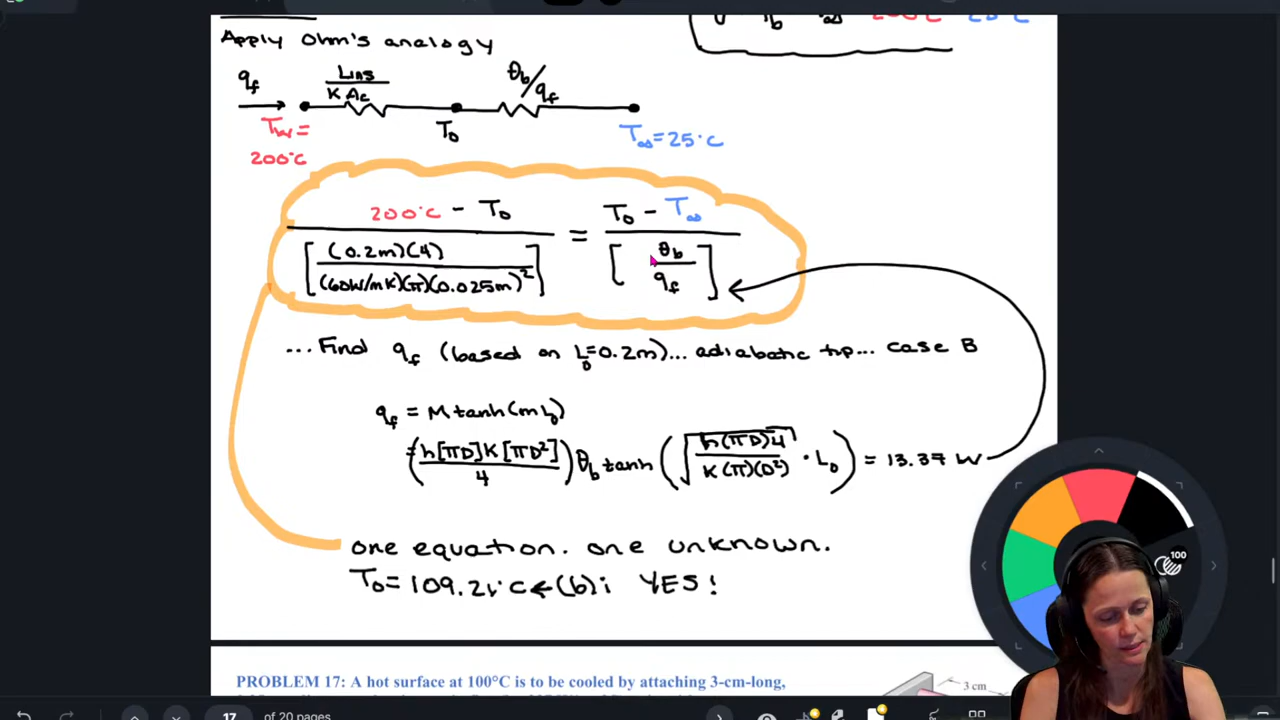 Apply Ohm's analogy
q_f
L_ins / K A_c
θ_b / q_f
T_w = 200°C
T_0
T_∞ = 25°C
200°C - T_0 / [(0.2m)(4) / (60W/mK)(π)(0.025m)²] = T_0 - T_∞ / [θ_b / q_f]
...Find q_f (based on L_0=0.2m)... adiabatic tip... case B
q_f = M tanh(mL_0)
= (h[πD]K[πD²] / 4) θ_b tanh (√(h(πD)4 / K(π)(D²)) · L_0) = 13.37 W
one equation. one unknown.
T_0 = 109.21°C ← (b)i YES!
PROBLEM 17: A hot surface at 100°C is to be cooled by attaching 3-cm-long,
3 cm
17 of 20 pages
100